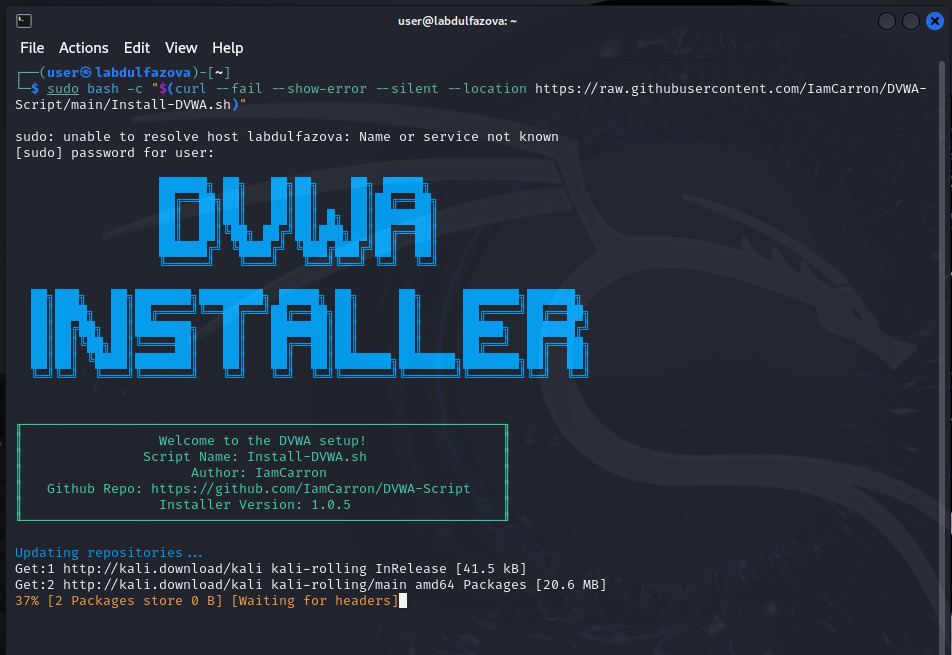 user@labdulfazova: ~
File Actions Edit View Help
┌──(user㉿labdulfazova)-[~]
└─$ sudo bash -c "$(curl --fail --show-error --silent --location https://raw.githubusercontent.com/IamCarron/DVWA-
Script/main/Install-DVWA.sh)"
sudo: unable to resolve host labdulfazova: Name or service not known
[sudo] password for user:
DVWA
INSTALLER
Welcome to the DVWA setup!
Script Name: Install-DVWA.sh
Author: IamCarron
Github Repo: https://github.com/IamCarron/DVWA-Script
Installer Version: 1.0.5
Updating repositories...
Get:1 http://kali.download/kali kali-rolling InRelease [41.5 kB]
Get:2 http://kali.download/kali kali-rolling/main amd64 Packages [20.6 MB]
37% [2 Packages store 0 B] [Waiting for headers]